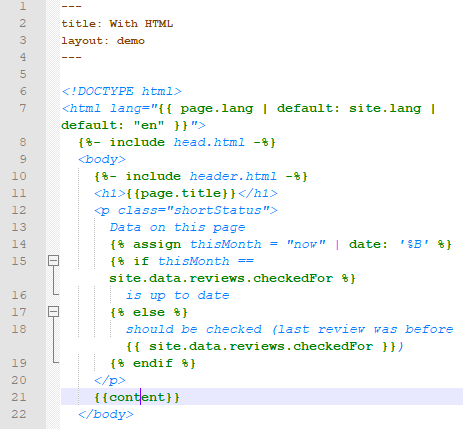 1 ---
2 title: With HTML
3 layout: demo
4 ---
5
6 <!DOCTYPE html>
7 <html lang="{{ page.lang | default: site.lang |
default: "en" }}">
8 {%- include head.html -%}
9 <body>
10 {%- include header.html -%}
11 <h1>{{page.title}}</h1>
12 <p class="shortStatus">
13 Data on this page
14 {% assign thisMonth = "now" | date: '%B' %}
15 {% if thisMonth ==
site.data.reviews.checkedFor %}
16 is up to date
17 {% else %}
18 should be checked (last review was before
{{ site.data.reviews.checkedFor }})
19 {% endif %}
20 </p>
21 {{content}}
22 </body>